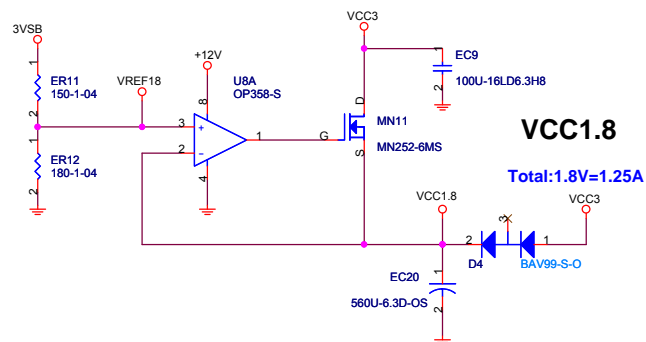 3VSB
ER11
150-1-04
1
2
VREF18
ER12
180-1-04
1
2
+12V
U8A
OP358-S
8
3
+
2
-
1
4
VCC3
D
G
S
MN11
MN252-6MS
1
2
EC9
100U-16LD6.3H8
VCC1.8
Total:1.8V=1.25A
VCC1.8
VCC3
2
3
1
D4
BAV99-S-O
EC20
560U-6.3D-OS
1
2